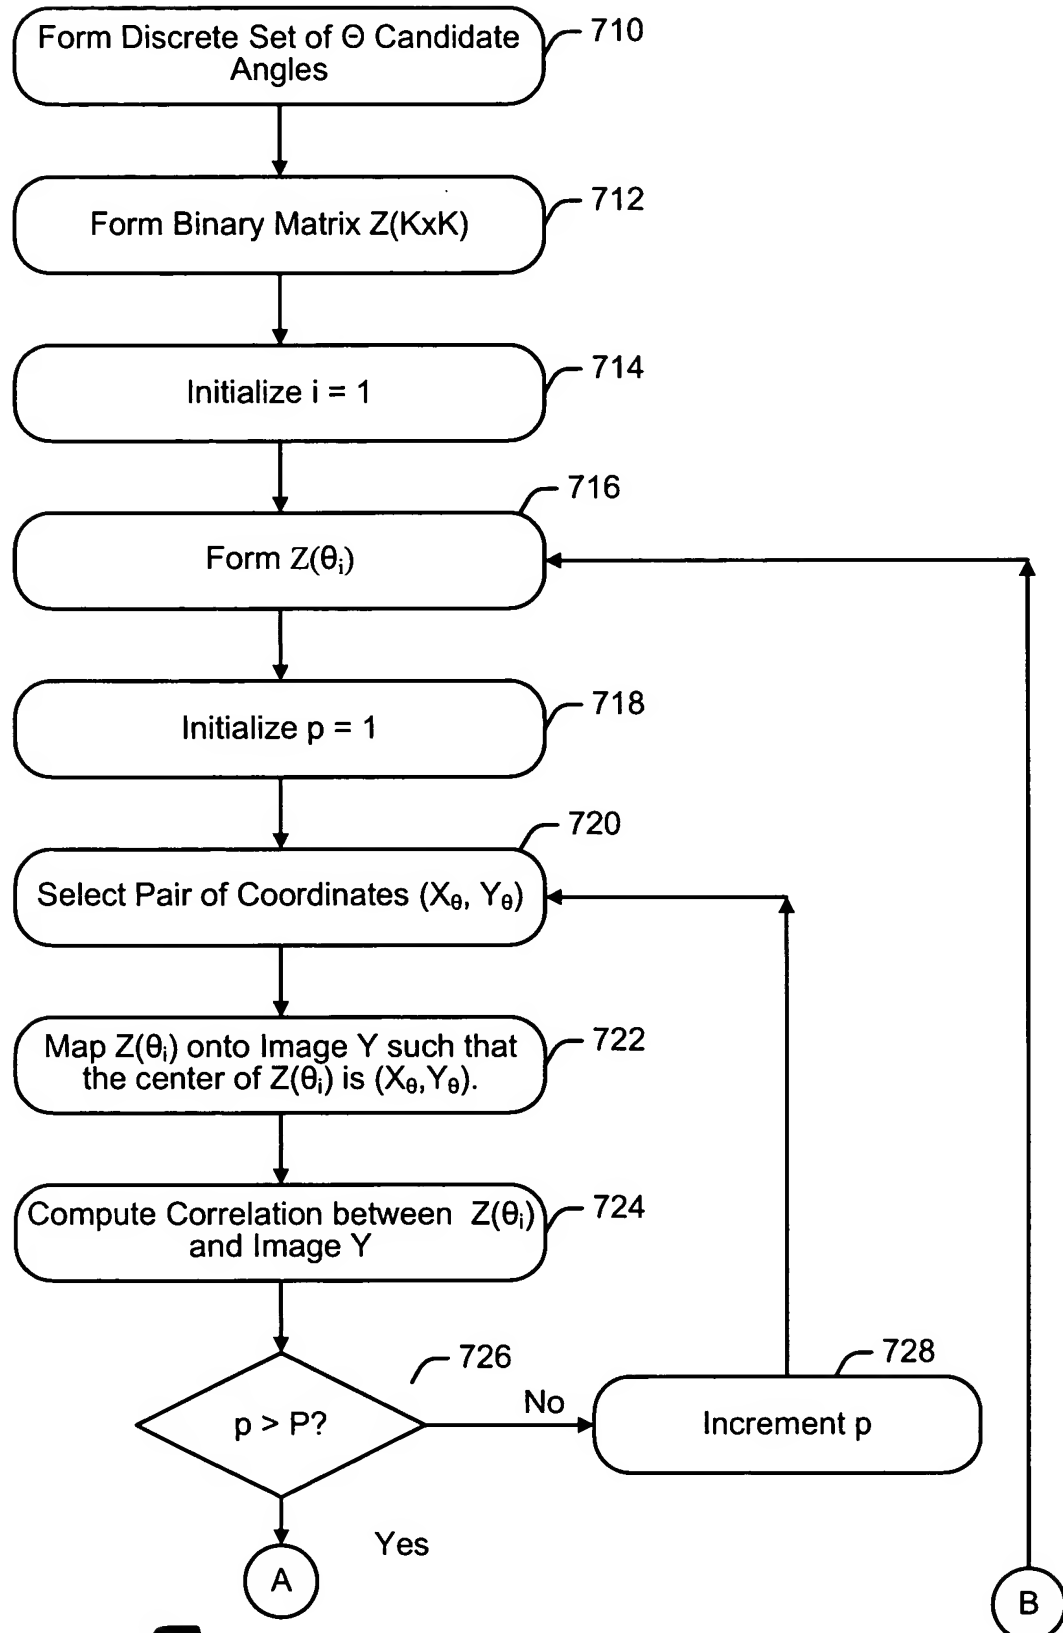 Form Discrete Set of Θ Candidate
Angles
710
Form Binary Matrix Z(KxK)
712
Initialize i = 1
714
Form Z(θi)
716
Initialize p = 1
718
Select Pair of Coordinates (Xθ, Yθ)
720
Map Z(θi) onto Image Y such that
the center of Z(θi) is (Xθ,Yθ).
722
Compute Correlation between Z(θi)
and Image Y
724
p > P?
726
No
Increment p
728
Yes
A
B